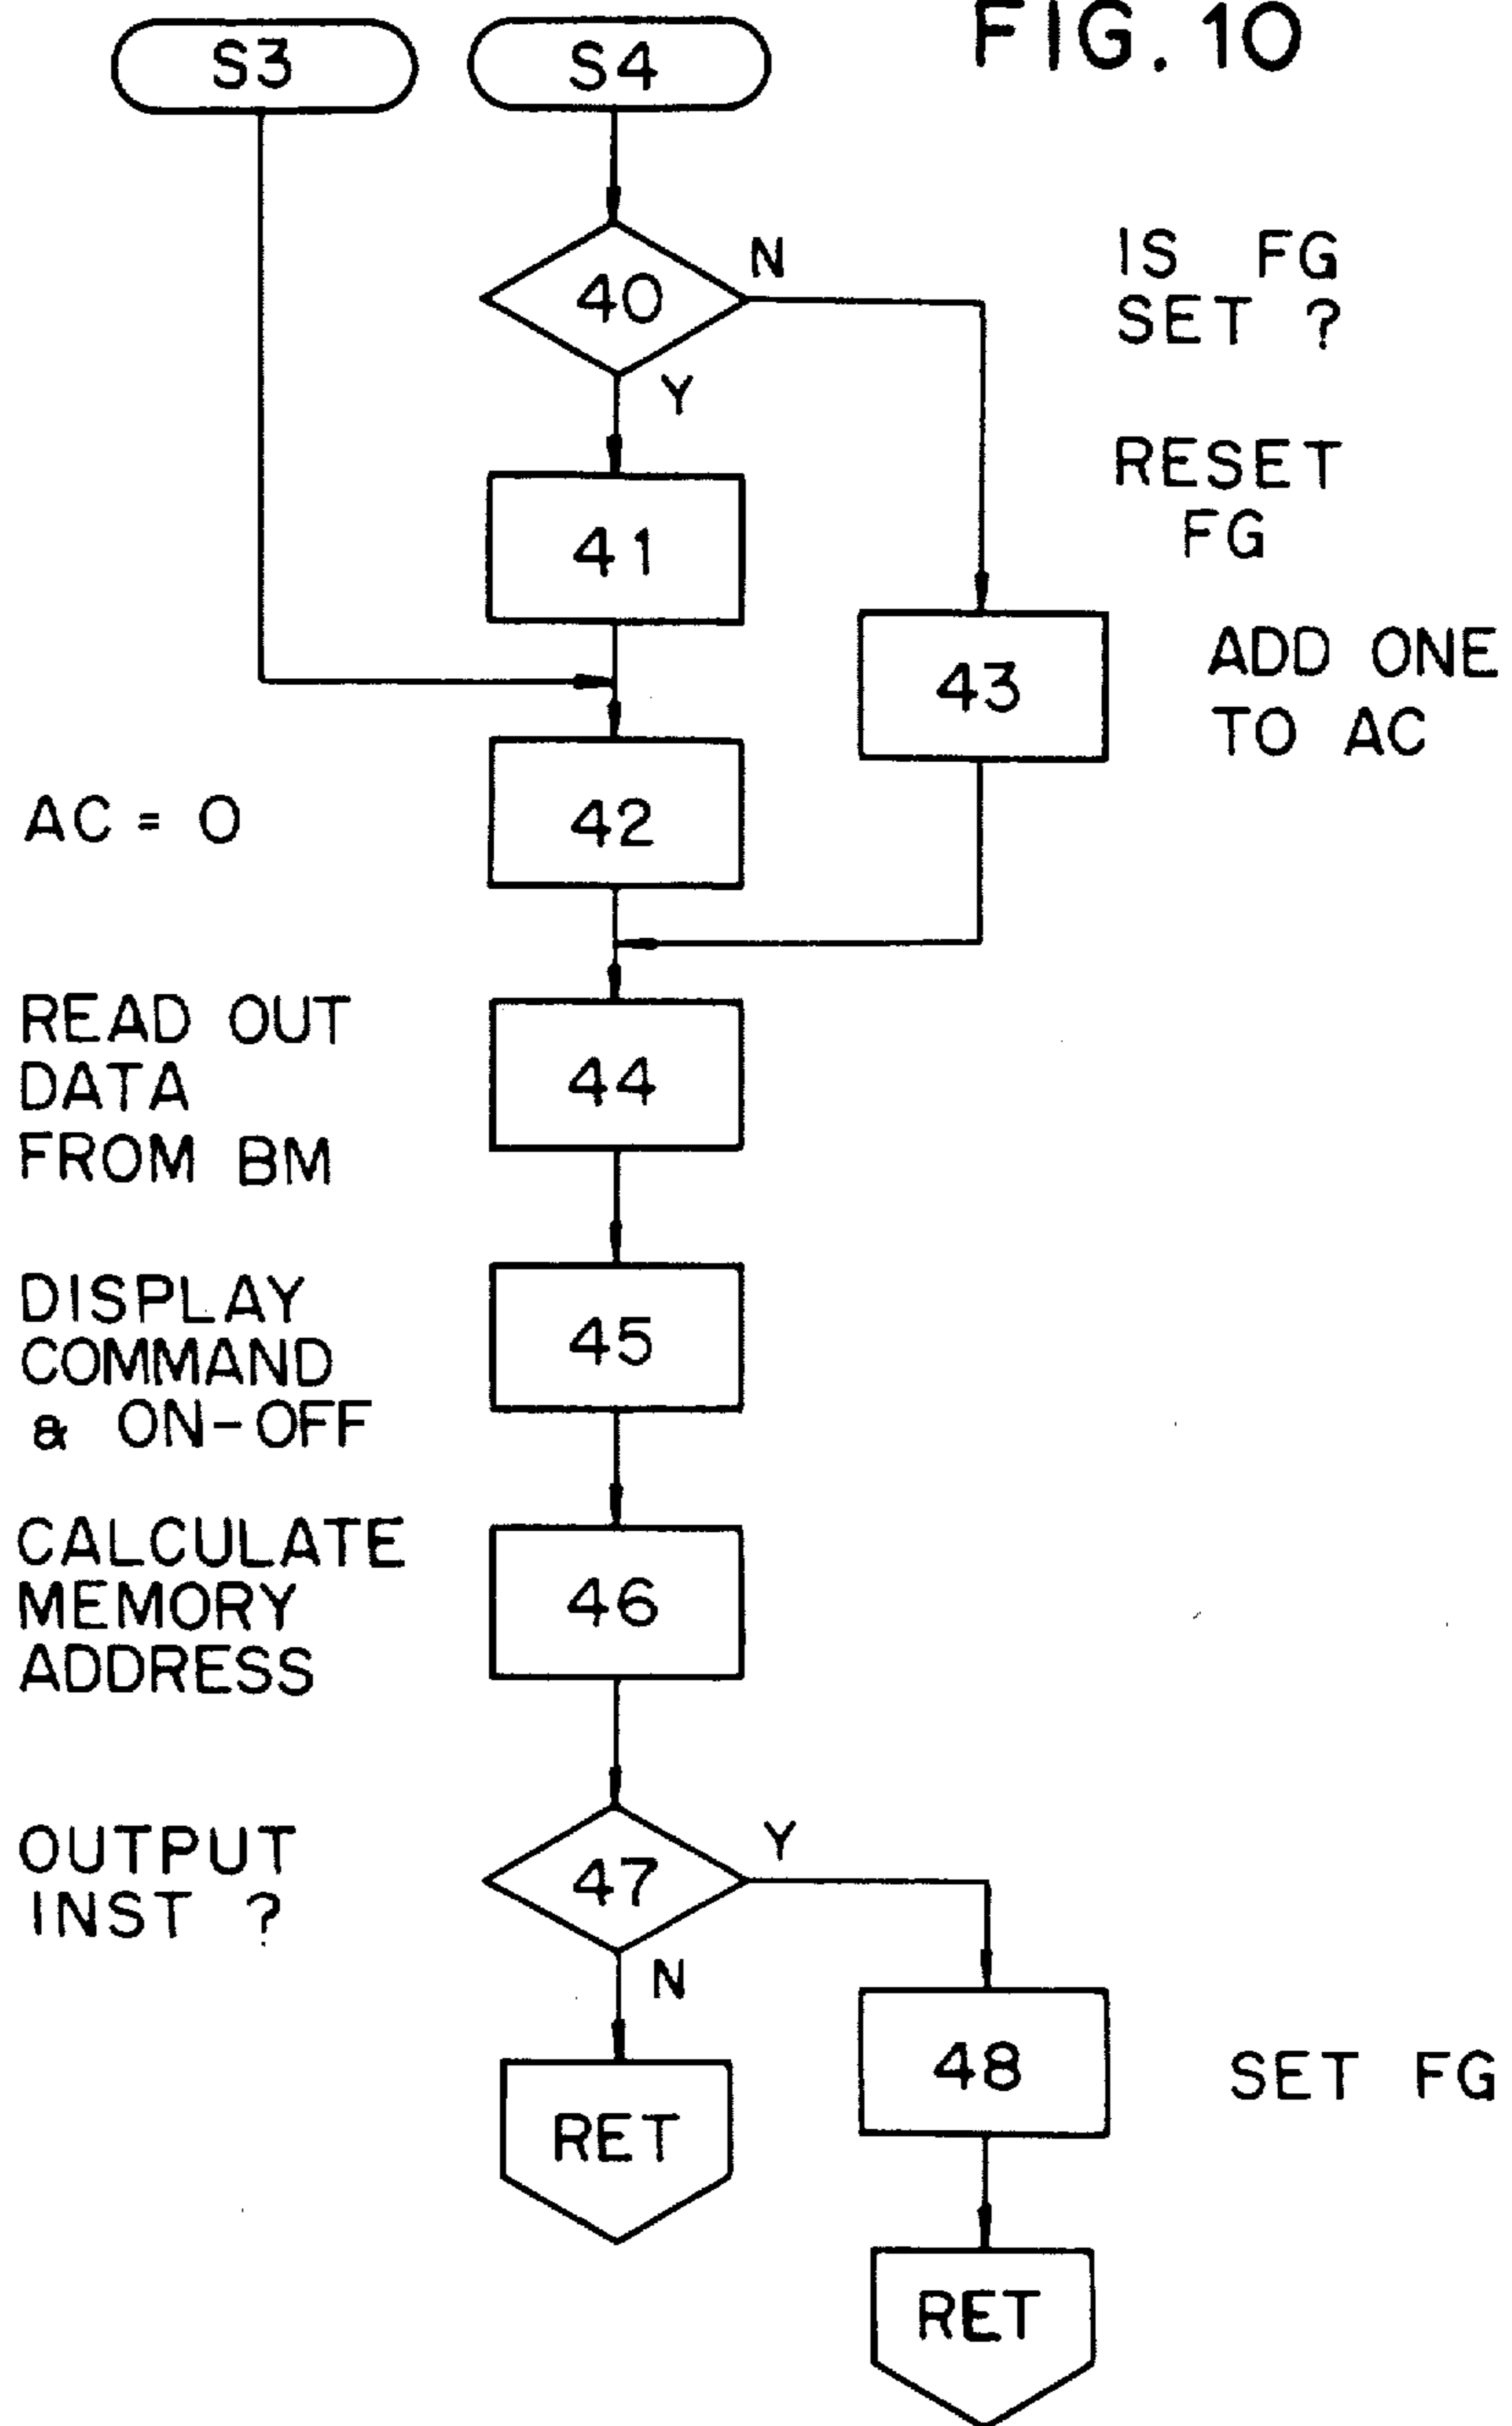 FIG. 10
S3
S4
40
N
IS FG
SET ?
Y
RESET
FG
41
43
ADD ONE
TO AC
AC = 0
42
READ OUT
DATA
FROM BM
44
DISPLAY
COMMAND
& ON-OFF
45
CALCULATE
MEMORY
ADDRESS
46
OUTPUT
INST ?
47
Y
N
48
SET FG
RET
RET